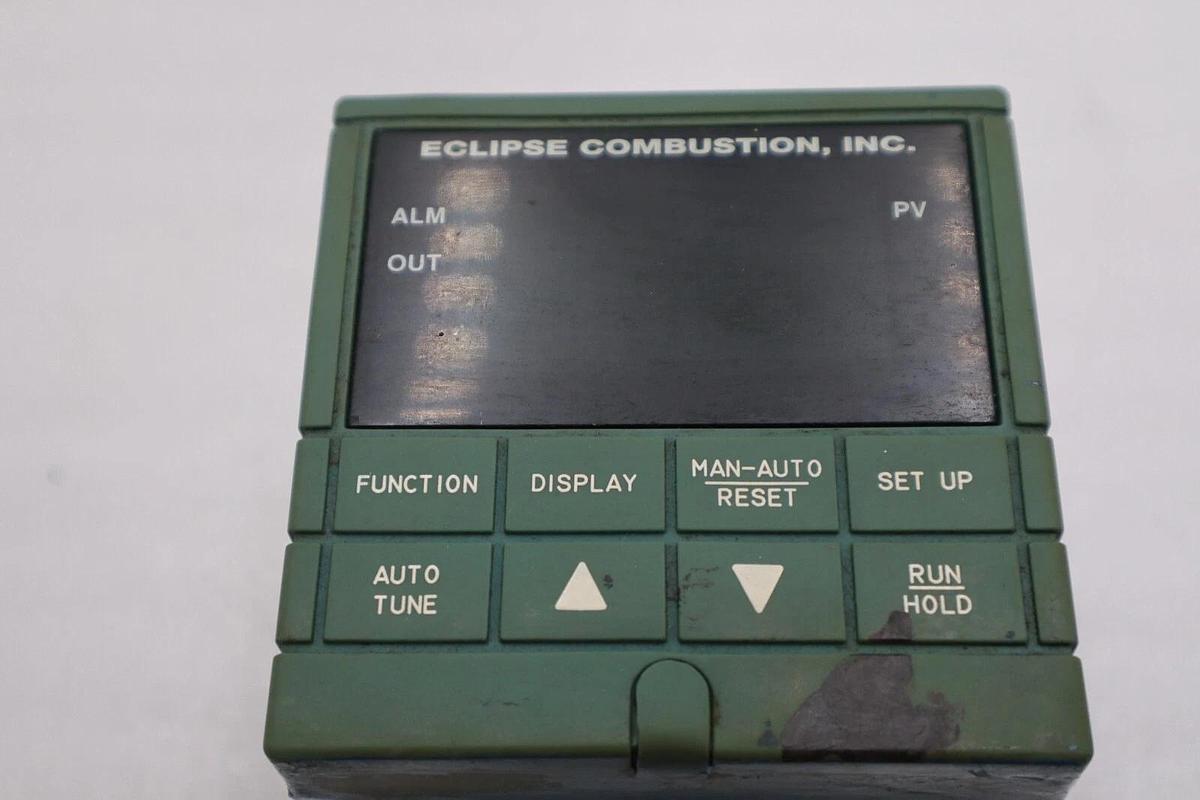 ECLIPSE COMBUSTION, INC.
ALM
PV
OUT
FUNCTION
DISPLAY
MAN-AUTO
RESET
SET UP
AUTO
TUNE
RUN
HOLD